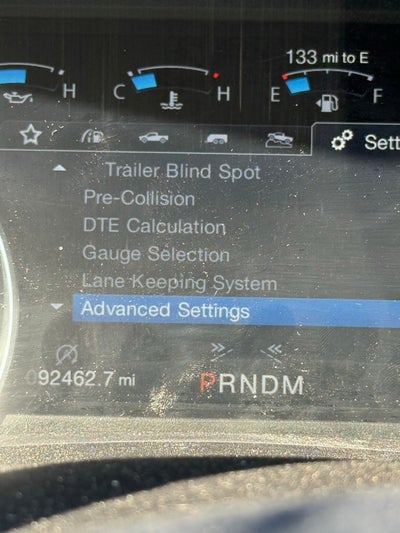 133 mi to E
H
C
H
E
F
Sett
Trailer Blind Spot
Pre-Collision
DTE Calculation
Gauge Selection
Lane Keeping System
Advanced Settings
092462.7 mi
PRNDM